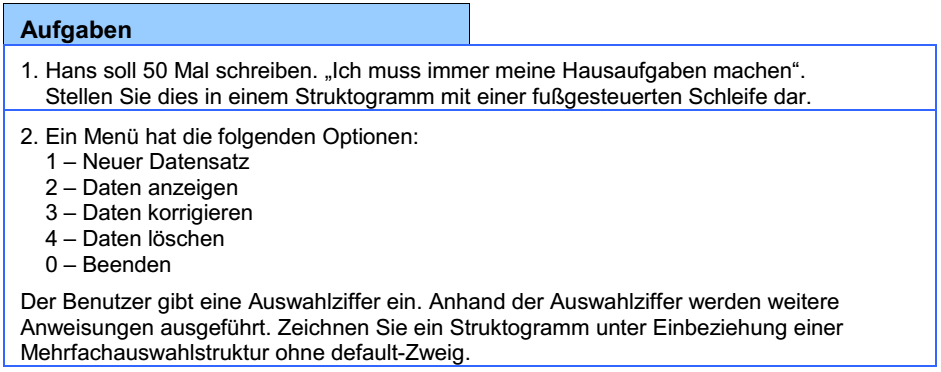 Aufgaben
1. Hans soll 50 Mal schreiben. „Ich muss immer meine Hausaufgaben machen“.
Stellen Sie dies in einem Struktogramm mit einer fußgesteuerten Schleife dar.
2. Ein Menü hat die folgenden Optionen:
1 – Neuer Datensatz
2 – Daten anzeigen
3 – Daten korrigieren
4 – Daten löschen
0 – Beenden
Der Benutzer gibt eine Auswahlziffer ein. Anhand der Auswahlziffer werden weitere
Anweisungen ausgeführt. Zeichnen Sie ein Struktogramm unter Einbeziehung einer
Mehrfachauswahlstruktur ohne default-Zweig.